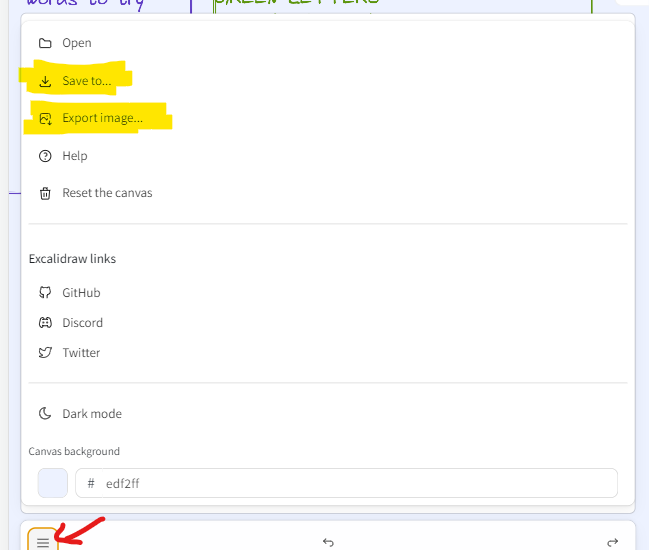 words to try
GREEN LETTERS
Open
Save to...
Export image...
Help
Reset the canvas
Excalidraw links
GitHub
Discord
Twitter
Dark mode
Canvas background
# edf2ff